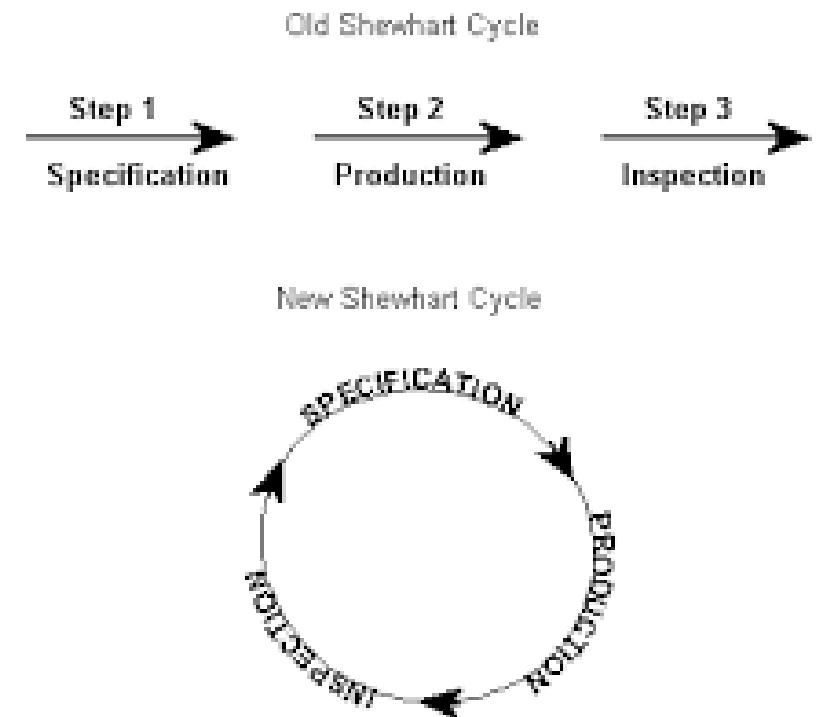 Old Shewhart Cycle
Step 1 Step 2 Step 3
Specification Production Inspection
New Shewhart Cycle
SPECIFICATION
PRODUCTION
INSPECTION